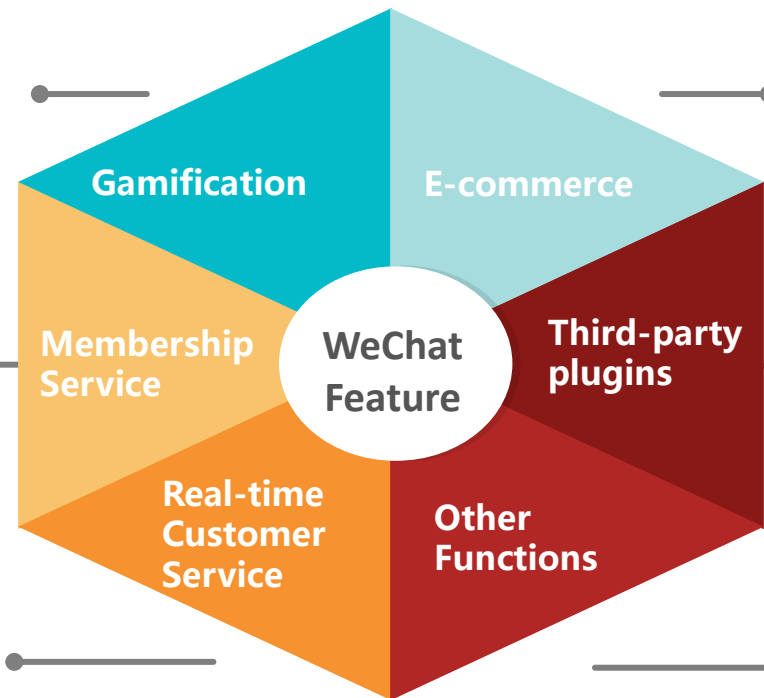 Gamification
E-commerce
Membership
Service
WeChat
Feature
Third-party
plugins
Real-time
Customer
Service
Other
Functions